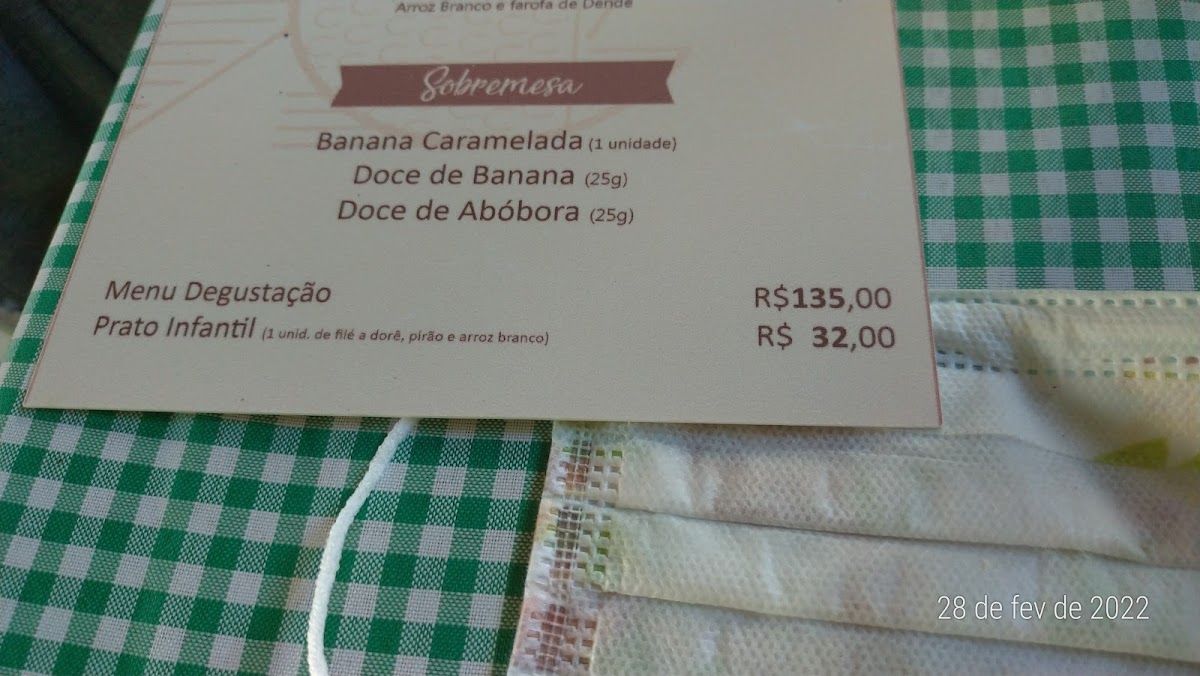 Arroz Branco e farofa de Dendê
Sobremesa
Banana Caramelada (1 unidade)
Doce de Banana (25g)
Doce de Abóbora (25g)
Menu Degustação R$135,00
Prato Infantil (1 unid. de filé a dorê, pirão e arroz branco) R$ 32,00
28 de fev de 2022